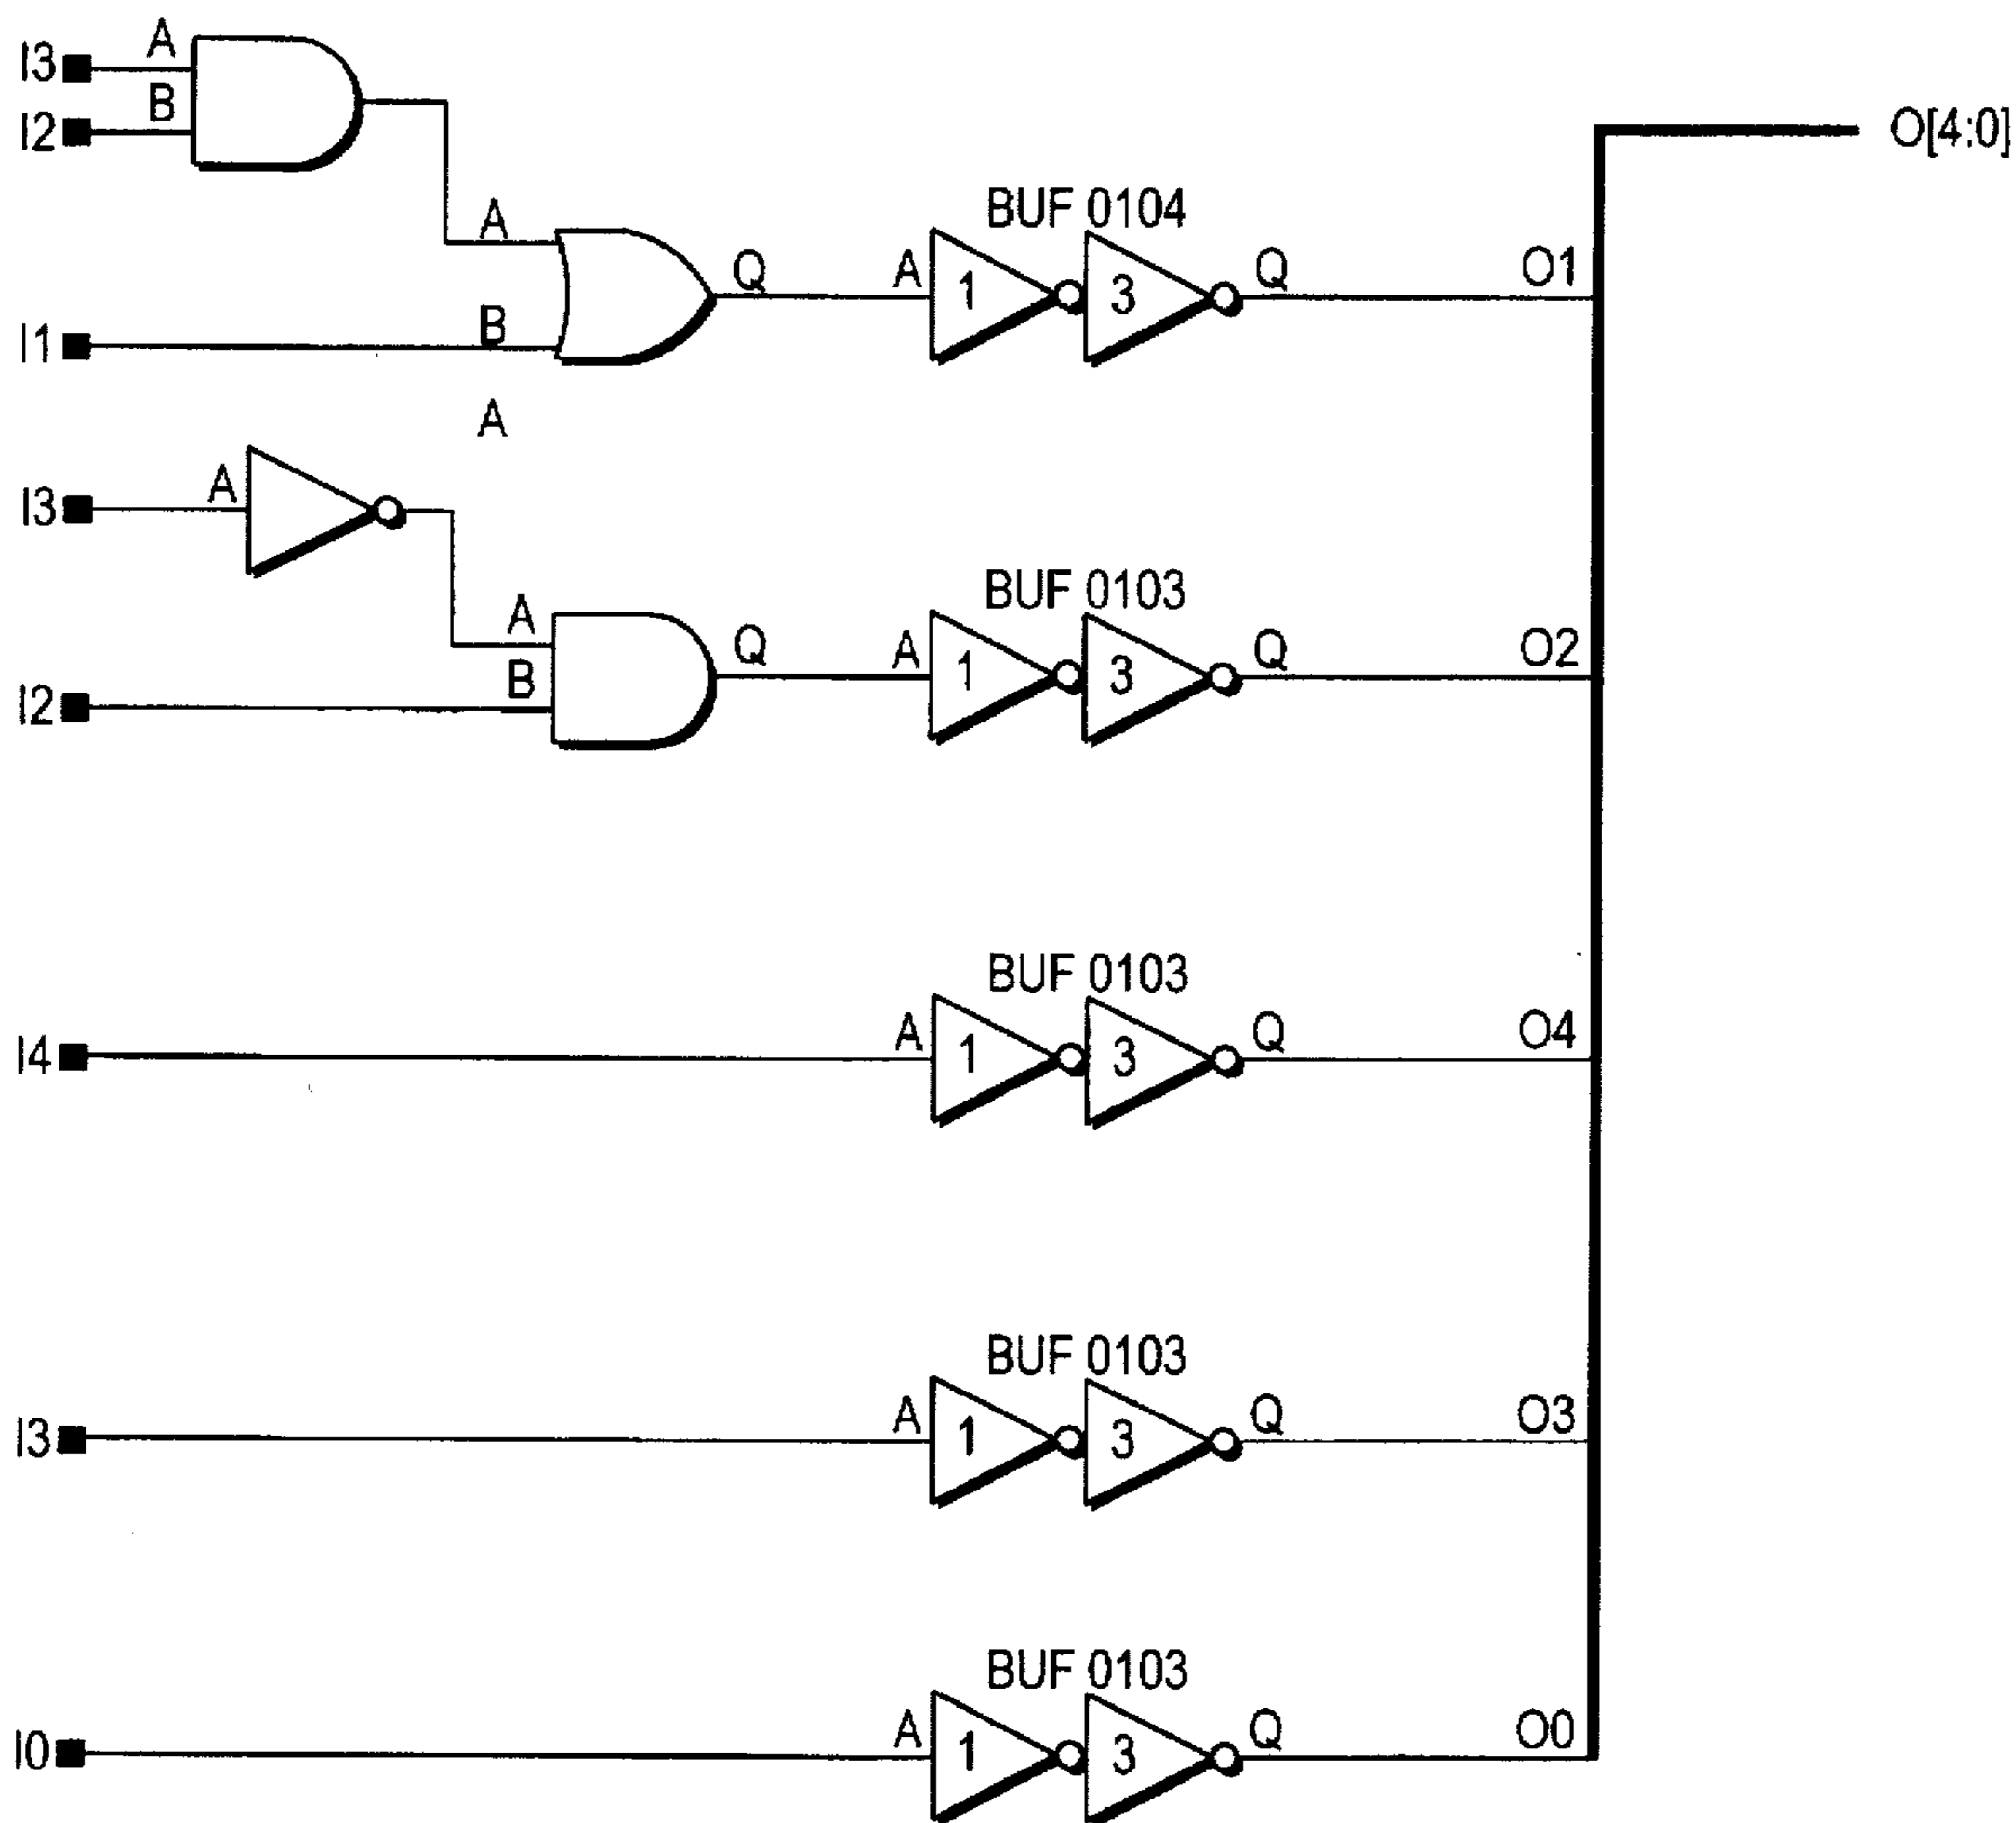 I3 A
B
I2
O[4:0]
BUF 0104
A Q A 1 3 Q O1
B
I1
A
I3 A
BUF 0103
A Q A 1 3 Q O2
B
I2
BUF 0103
I4 A 1 3 Q O4
BUF 0103
I3 A 1 3 Q O3
BUF 0103
I0 A 1 3 Q O0